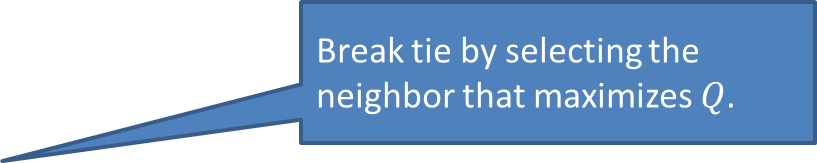 Break tie by selecting the
neighbor that maximizes Q.